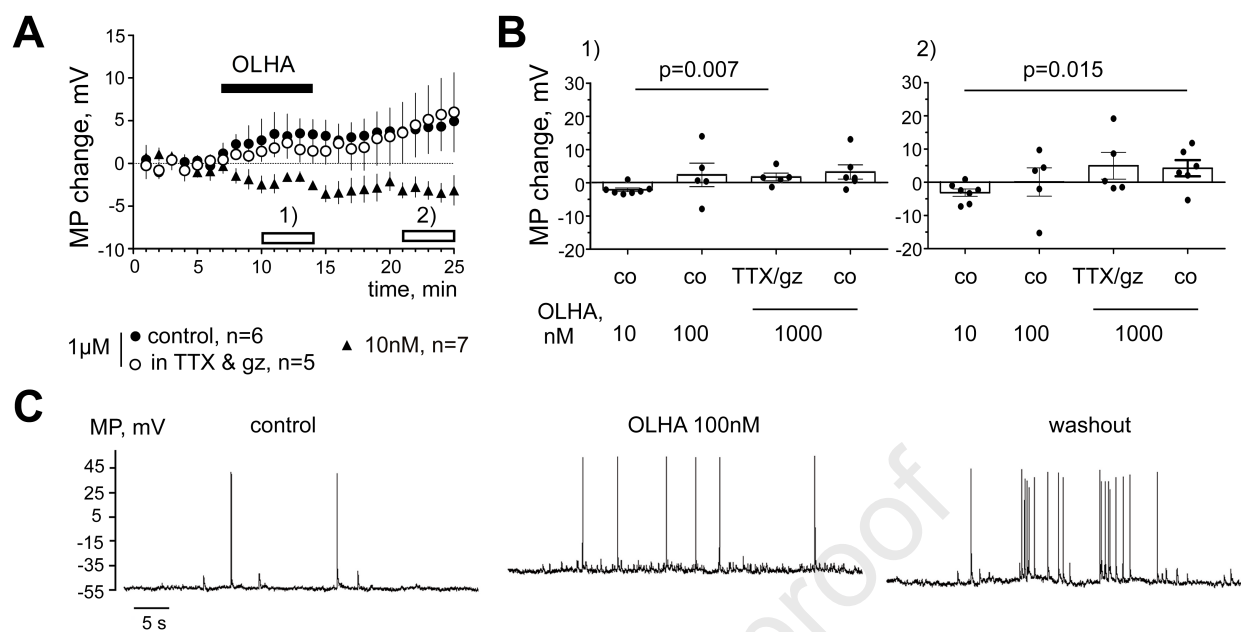 A
15
10
5
0
-5
-10
MP change, mV
OLHA
1)
2)
0
5
10
15
20
25
time, min
1µM
control, n=6
in TTX & gz, n=5
10nM, n=7
B
1)
p=0.007
30
20
10
0
-10
-20
MP change, mV
co
co
TTX/gz
co
2)
p=0.015
30
20
10
0
-10
-20
co
co
TTX/gz
co
OLHA,
nM
10
100
1000
10
100
1000
C
MP, mV
control
OLHA 100nM
washout
45
25
5
-15
-35
-55
5 s
proof